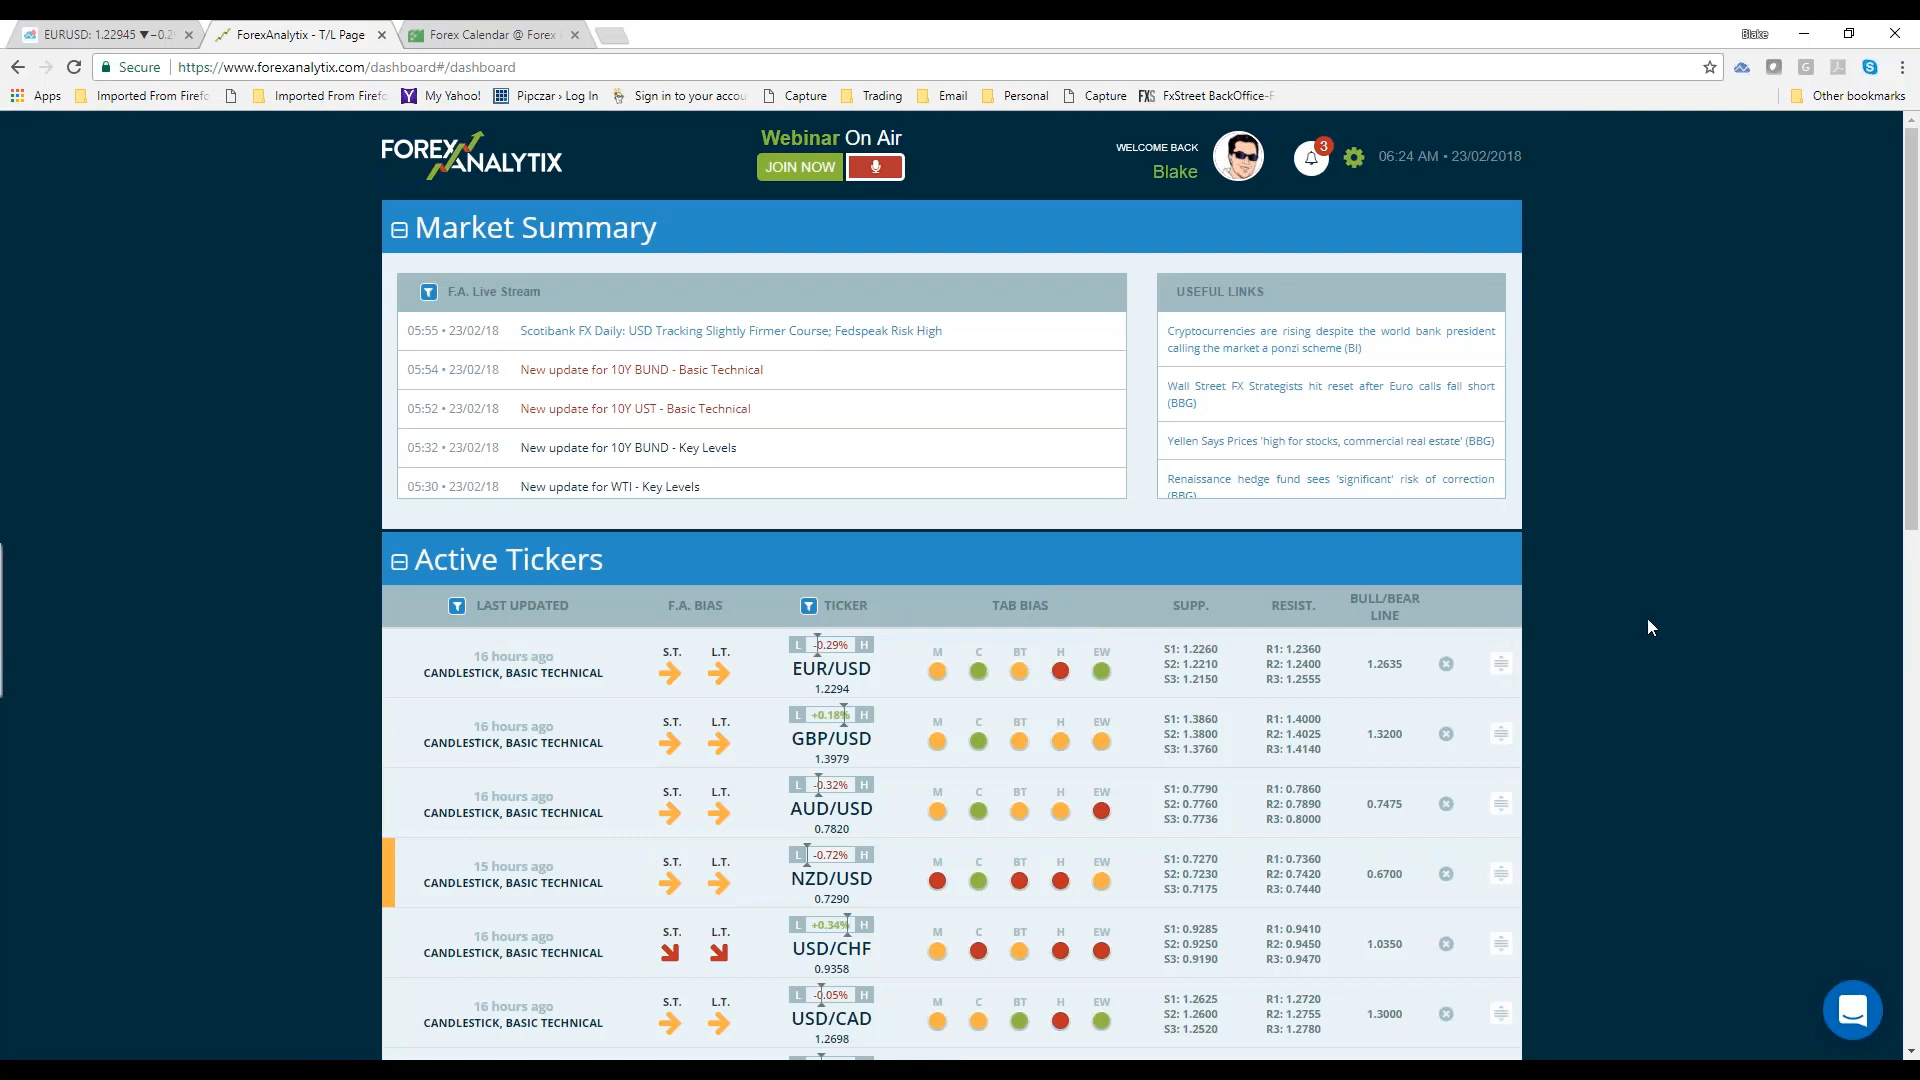 EURUSD: 1.22945 ▼−0.2
ForexAnalytix - T/L Page
Forex Calendar @ Forex
Blake
Secure
https://www.forexanalytix.com/dashboard#/dashboard
Apps
Imported From Firefo
Imported From Firefo
My Yahoo!
Pipczar › Log In
Sign in to your accou
Capture
Trading
Email
Personal
Capture
FXS FxStreet BackOffice-F
Other bookmarks
FOREX ANALYTIX
Webinar On Air
JOIN NOW
WELCOME BACK
Blake
3
06:24 AM • 23/02/2018
Market Summary
F.A. Live Stream
05:55 • 23/02/18 Scotibank FX Daily: USD Tracking Slightly Firmer Course; Fedspeak Risk High
05:54 • 23/02/18 New update for 10Y BUND - Basic Technical
05:52 • 23/02/18 New update for 10Y UST - Basic Technical
05:32 • 23/02/18 New update for 10Y BUND - Key Levels
05:30 • 23/02/18 New update for WTI - Key Levels
USEFUL LINKS
Cryptocurrencies are rising despite the world bank president
calling the market a ponzi scheme (BI)
Wall Street FX Strategists hit reset after Euro calls fall short
(BBG)
Yellen Says Prices 'high for stocks, commercial real estate' (BBG)
Renaissance hedge fund sees 'significant' risk of correction
(BBG)
Active Tickers
LAST UPDATED F.A. BIAS TICKER TAB BIAS SUPP. RESIST. BULL/BEAR
LINE
16 hours ago
CANDLESTICK, BASIC TECHNICAL
S.T. L.T.
L -0.29% H
EUR/USD
1.2294
M C BT H EW
S1: 1.2260
S2: 1.2210
S3: 1.2150
R1: 1.2360
R2: 1.2400
R3: 1.2555
1.2635
16 hours ago
CANDLESTICK, BASIC TECHNICAL
S.T. L.T.
L +0.18% H
GBP/USD
1.3979
M C BT H EW
S1: 1.3860
S2: 1.3800
S3: 1.3760
R1: 1.4000
R2: 1.4025
R3: 1.4140
1.3200
16 hours ago
CANDLESTICK, BASIC TECHNICAL
S.T. L.T.
L -0.32% H
AUD/USD
0.7820
M C BT H EW
S1: 0.7790
S2: 0.7760
S3: 0.7736
R1: 0.7860
R2: 0.7890
R3: 0.8000
0.7475
15 hours ago
CANDLESTICK, BASIC TECHNICAL
S.T. L.T.
L -0.72% H
NZD/USD
0.7290
M C BT H EW
S1: 0.7270
S2: 0.7230
S3: 0.7175
R1: 0.7360
R2: 0.7420
R3: 0.7440
0.6700
16 hours ago
CANDLESTICK, BASIC TECHNICAL
S.T. L.T.
L +0.34% H
USD/CHF
0.9358
M C BT H EW
S1: 0.9285
S2: 0.9250
S3: 0.9190
R1: 0.9410
R2: 0.9450
R3: 0.9470
1.0350
16 hours ago
CANDLESTICK, BASIC TECHNICAL
S.T. L.T.
L -0.05% H
USD/CAD
1.2698
M C BT H EW
S1: 1.2625
S2: 1.2600
S3: 1.2520
R1: 1.2720
R2: 1.2755
R3: 1.2780
1.3000